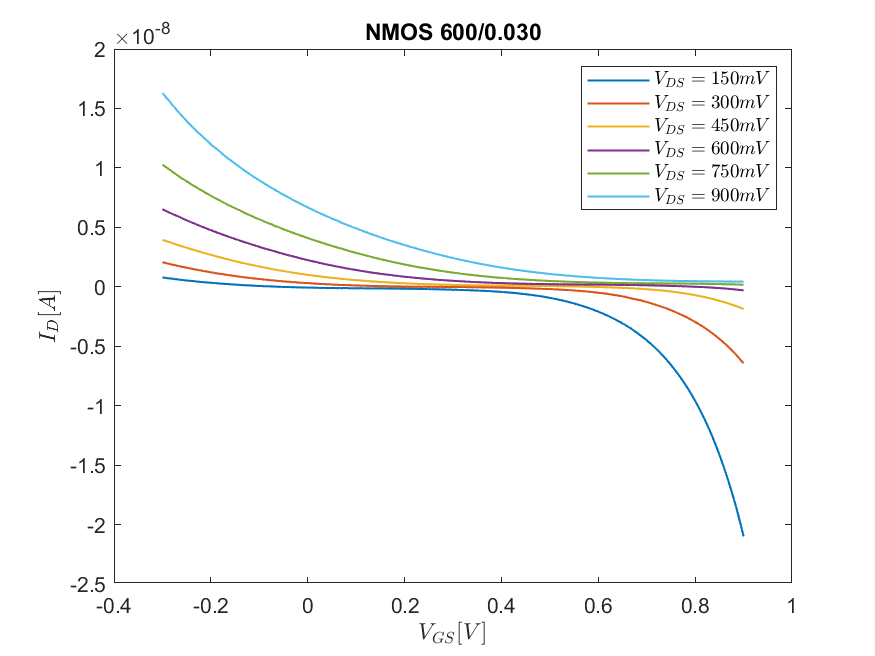 NMOS 600/0.030
×10-8
2
1.5
1
0.5
0
-0.5
-1
-1.5
-2
-2.5
I_D[A]
V_DS = 150mV
V_DS = 300mV
V_DS = 450mV
V_DS = 600mV
V_DS = 750mV
V_DS = 900mV
-0.4 -0.2 0 0.2 0.4 0.6 0.8 1
V_GS[V]